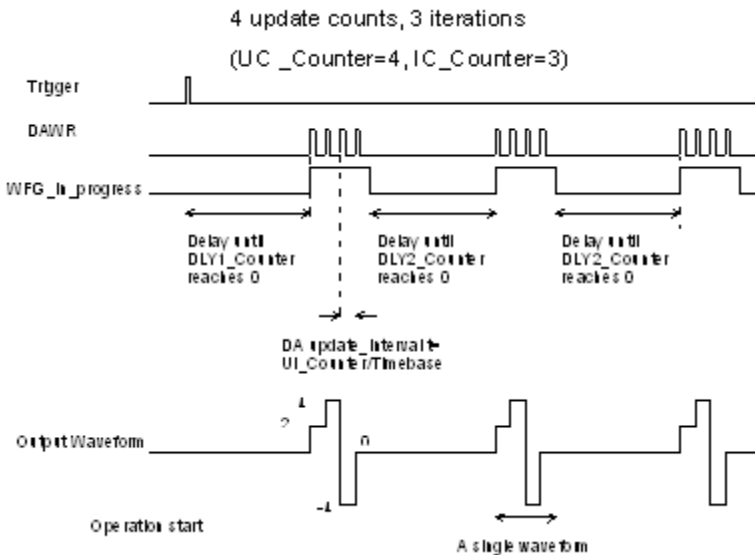 4 update counts, 3 iterations
(UC _Counter=4, IC_Counter=3)
Trigger
DAWR
WFG_In_progress
Delay until
DLY1_Counter
reaches 0
Delay until
DLY2_Counter
reaches 0
Delay until
DLY2_Counter
reaches 0
DA update_Interval=
UI_Counter/Timebase
4
2
0
-4
Output Waveform
Operation start
A single waveform